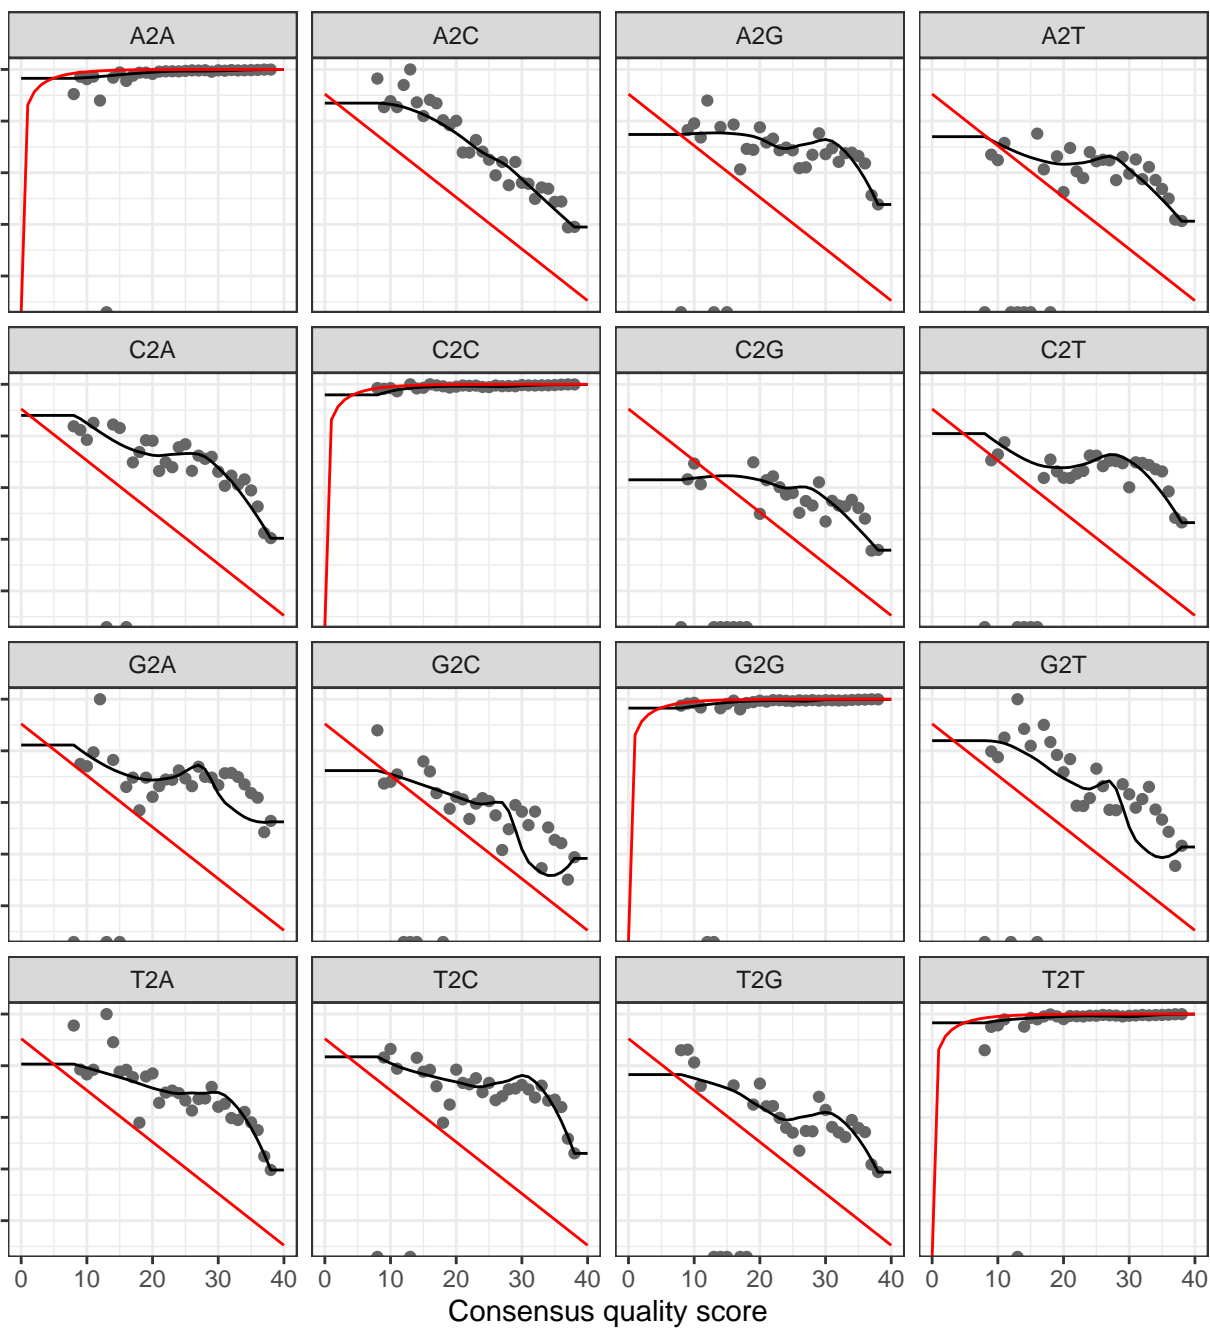 A2A A2C A2G A2T
C2A C2C C2G C2T
G2A G2C G2G G2T
T2A T2C T2G T2T
0 10 20 30 40 0 10 20 30 40 0 10 20 30 40 0 10 20 30 40
Consensus quality score